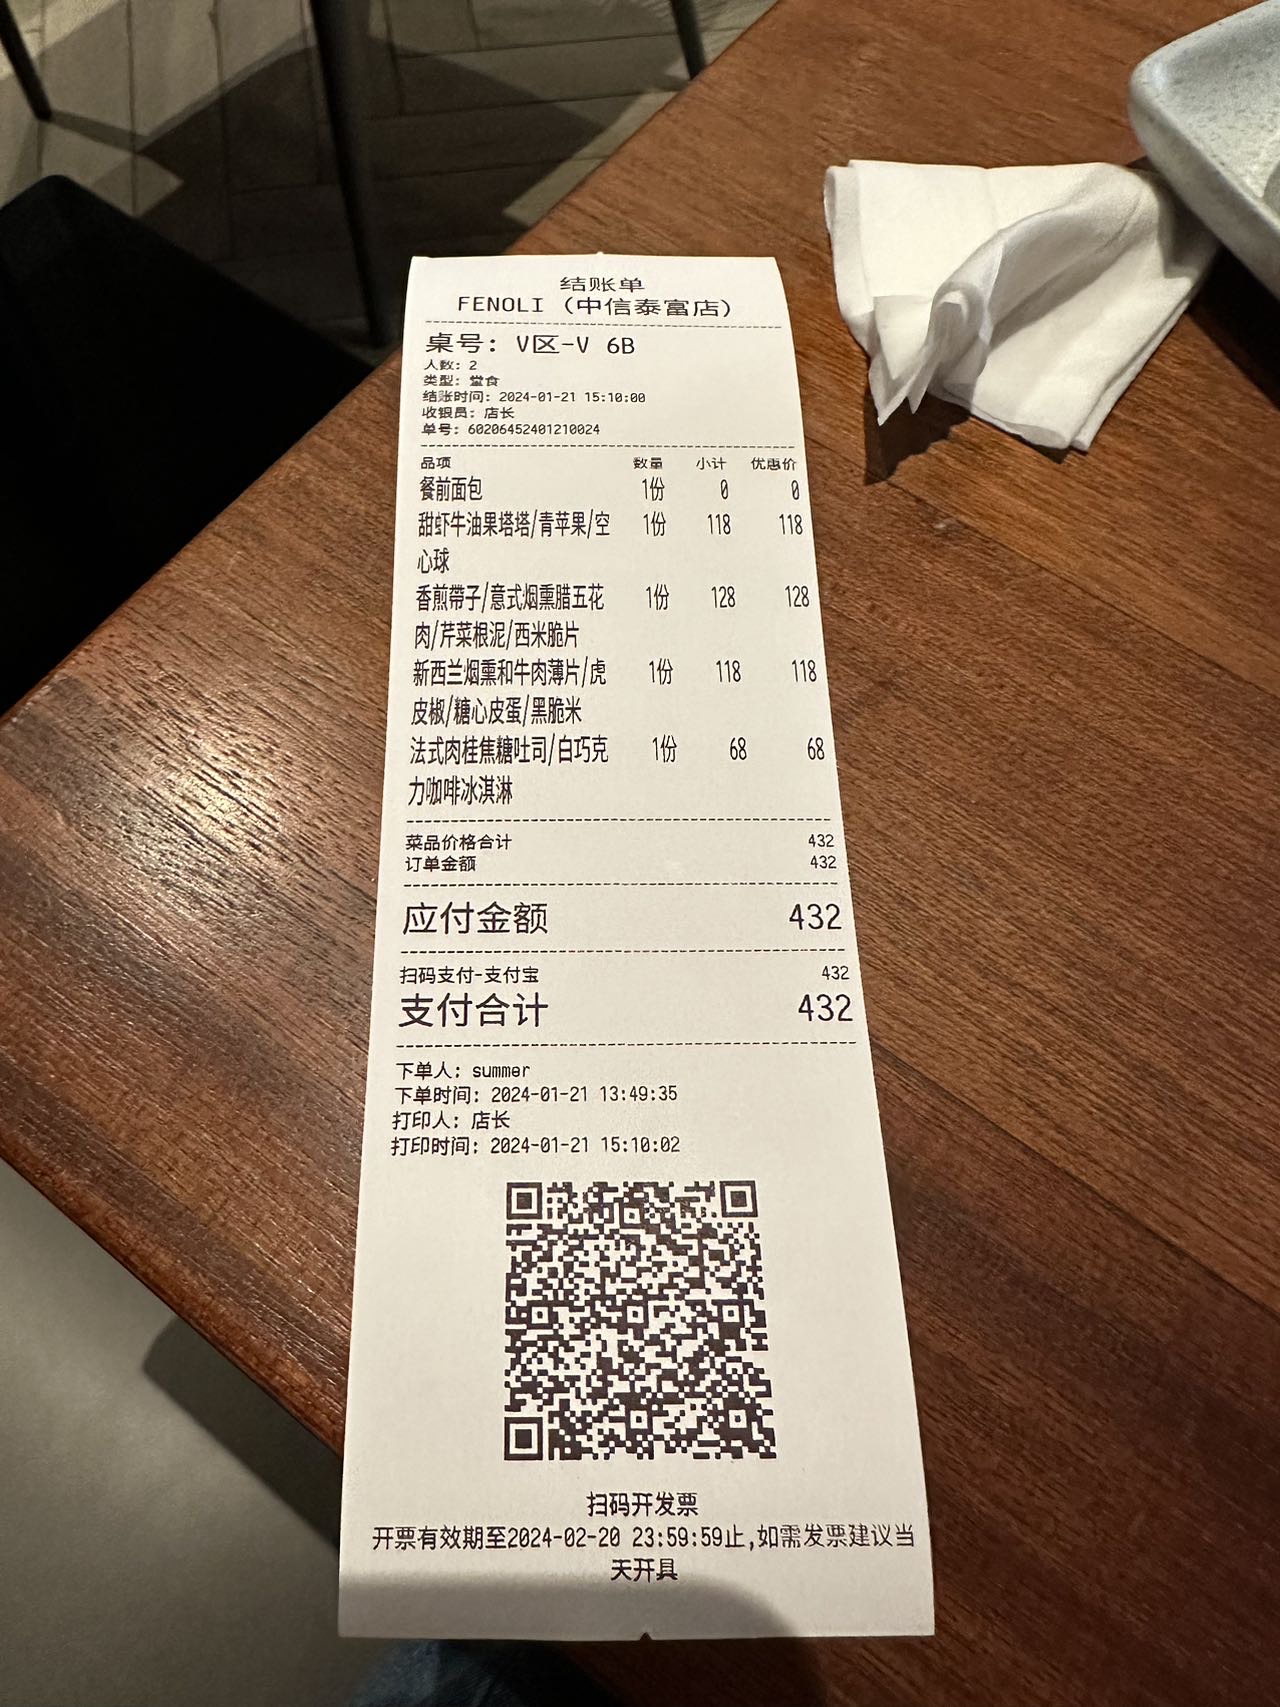 结账单
FENOLI (中信泰富店)
桌号: V区-V 6B
人数: 2
类型: 堂食
结账时间: 2024-01-21 15:10:00
收银员: 店长
单号: 60206452401210024
品项 数量 小计 优惠价
餐前面包 1份 0 0
甜虾牛油果塔塔/青苹果/空 1份 118 118
心球
香煎帶子/意式烟熏腊五花 1份 128 128
肉/芹菜根泥/西米脆片
新西兰烟熏和牛肉薄片/虎 1份 118 118
皮椒/糖心皮蛋/黑脆米
法式肉桂焦糖吐司/白巧克 1份 68 68
力咖啡冰淇淋
菜品价格合计 432
订单金额 432
应付金额 432
扫码支付-支付宝 432
支付合计 432
下单人: summer
下单时间: 2024-01-21 13:49:35
打印人: 店长
打印时间: 2024-01-21 15:10:02
扫码开发票
开票有效期至2024-02-20 23:59:59止,如需发票建议当
天开具